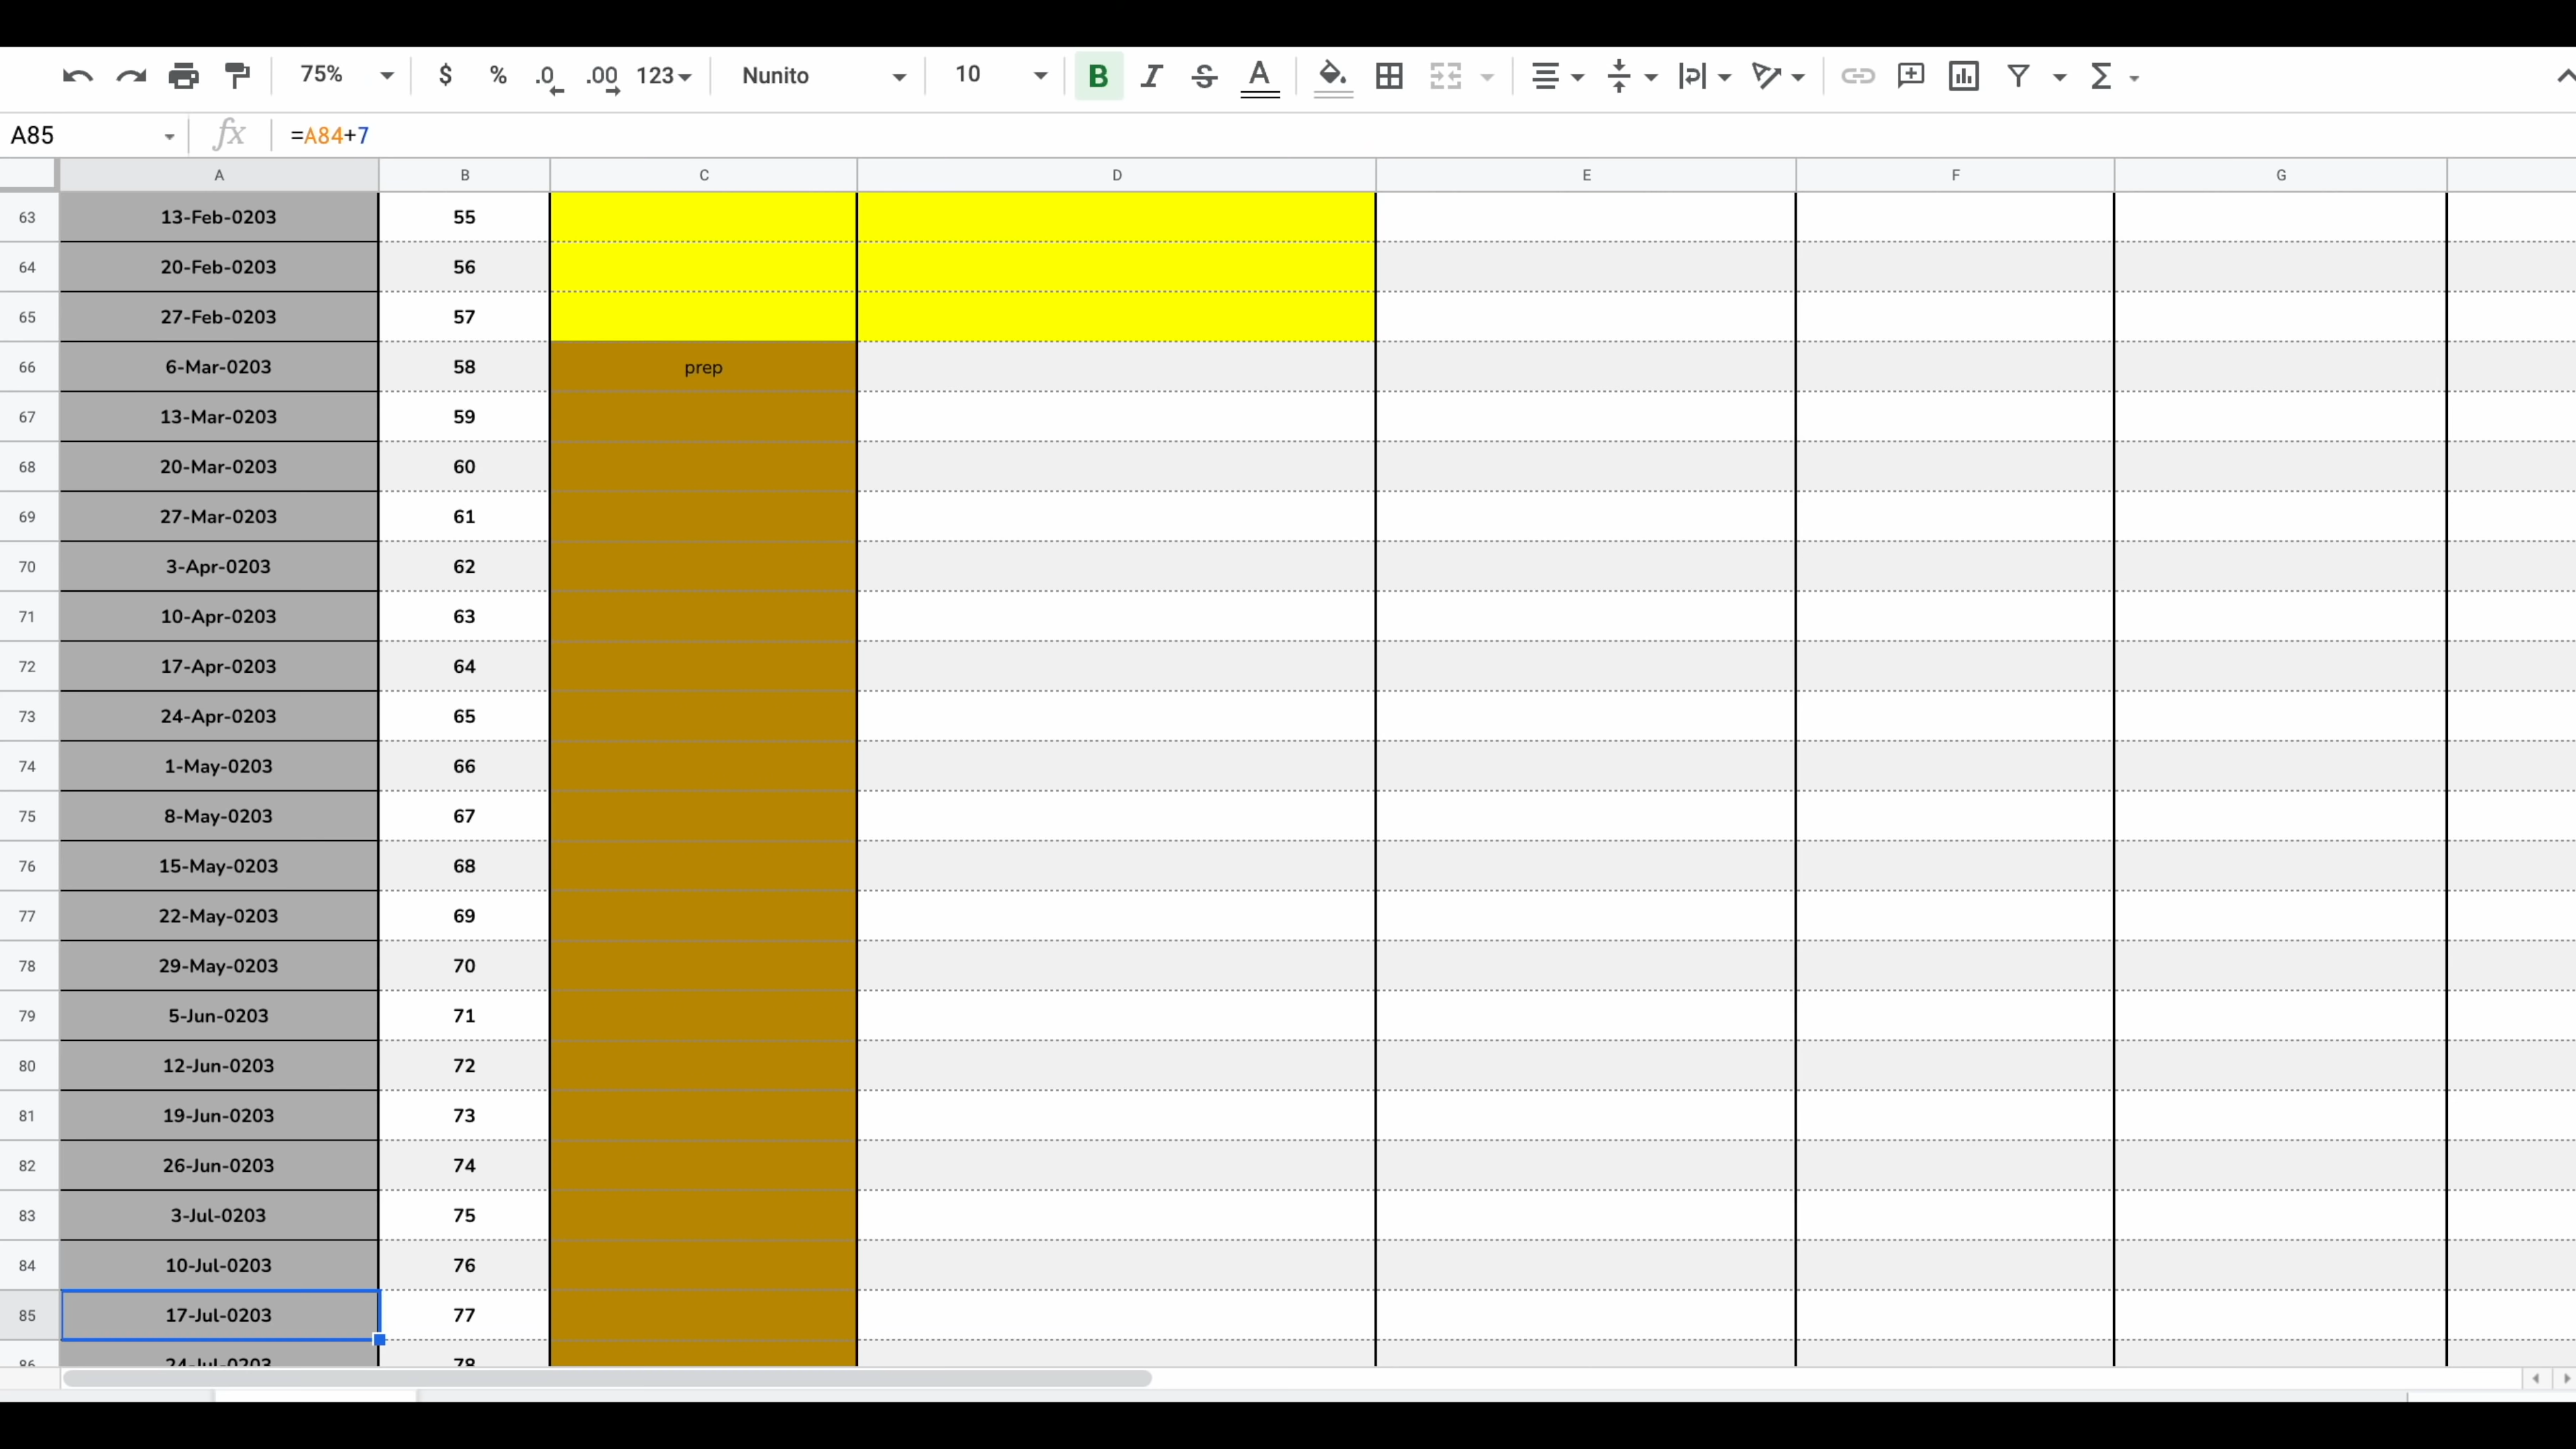 75% $ % .0 .00 123 Nunito 10 B I S A
A85 fx =A84+7
A B C D E F G
63 13-Feb-0203 55
64 20-Feb-0203 56
65 27-Feb-0203 57
66 6-Mar-0203 58 prep
67 13-Mar-0203 59
68 20-Mar-0203 60
69 27-Mar-0203 61
70 3-Apr-0203 62
71 10-Apr-0203 63
72 17-Apr-0203 64
73 24-Apr-0203 65
74 1-May-0203 66
75 8-May-0203 67
76 15-May-0203 68
77 22-May-0203 69
78 29-May-0203 70
79 5-Jun-0203 71
80 12-Jun-0203 72
81 19-Jun-0203 73
82 26-Jun-0203 74
83 3-Jul-0203 75
84 10-Jul-0203 76
85 17-Jul-0203 77
86 24-Jul-0203 78